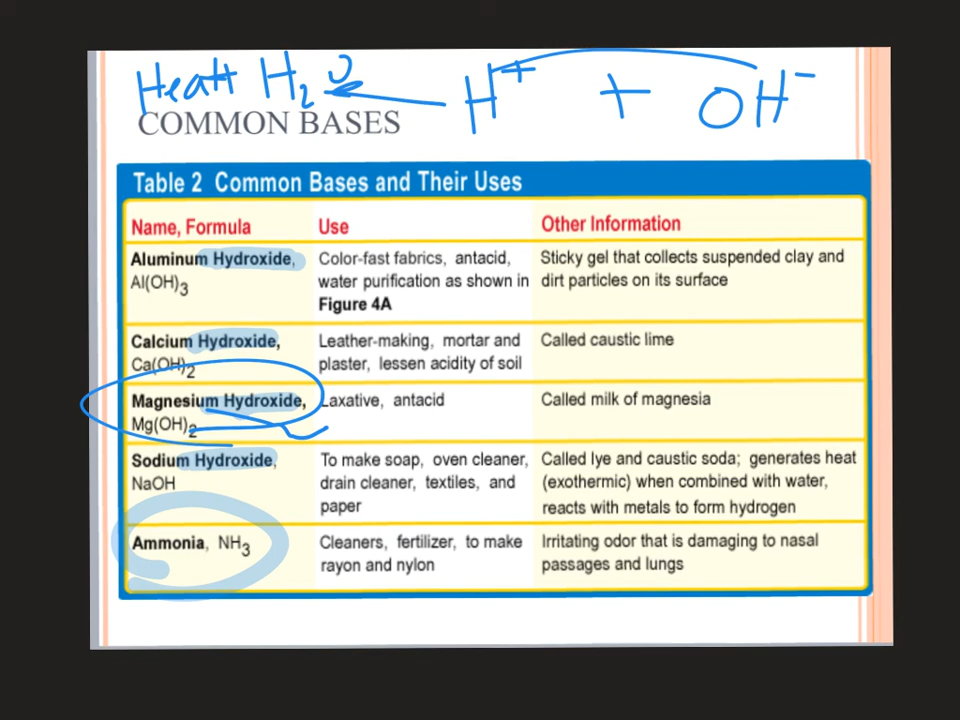 Heat H2O H+ + OH-
COMMON BASES
Table 2 Common Bases and Their Uses
Name, Formula Use Other Information
Aluminum Hydroxide, Color-fast fabrics, antacid, Sticky gel that collects suspended clay and
Al(OH)3 water purification as shown in dirt particles on its surface
Figure 4A
Calcium Hydroxide, Leather-making, mortar and Called caustic lime
Ca(OH)2 plaster, lessen acidity of soil
Magnesium Hydroxide, Laxative, antacid Called milk of magnesia
Mg(OH)2
Sodium Hydroxide, To make soap, oven cleaner, Called lye and caustic soda; generates heat
NaOH drain cleaner, textiles, and (exothermic) when combined with water,
paper reacts with metals to form hydrogen
Ammonia, NH3 Cleaners, fertilizer, to make Irritating odor that is damaging to nasal
rayon and nylon passages and lungs